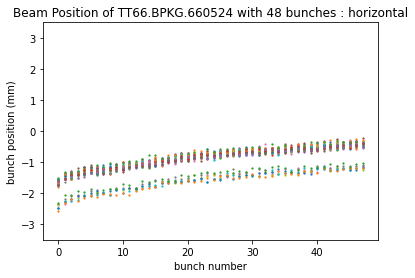 Beam Position of TT66.BPKG.660524 with 48 bunches : horizontal
bunch position (mm)
3
2
1
0
−1
−2
−3
0 10 20 30 40
bunch number